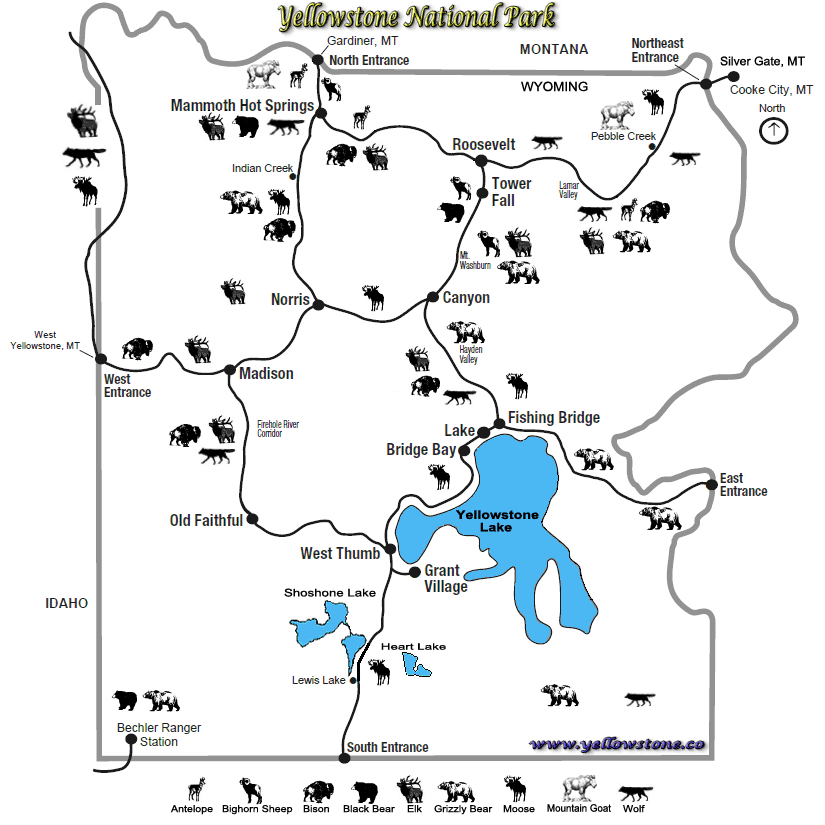 Yellowstone National Park
Gardiner, MT
North Entrance
MONTANA
WYOMING
Northeast
Entrance
Silver Gate, MT
Cooke City, MT
North
Mammoth Hot Springs
Pebble Creek
Roosevelt
Indian Creek
Tower
Fall
Lamar
Valley
Mt.
Washburn
Norris
Canyon
West
Yellowstone, MT
West
Entrance
Madison
Hayden
Valley
Firehole River
Corridor
Fishing Bridge
Lake
Bridge Bay
East
Entrance
Old Faithful
Yellowstone
Lake
West Thumb
Grant
Village
IDAHO
Shoshone Lake
Heart Lake
Lewis Lake
Bechler Ranger
Station
South Entrance
www.yellowstone.co
Antelope Bighorn Sheep Bison Black Bear Elk Grizzly Bear Moose Mountain Goat Wolf